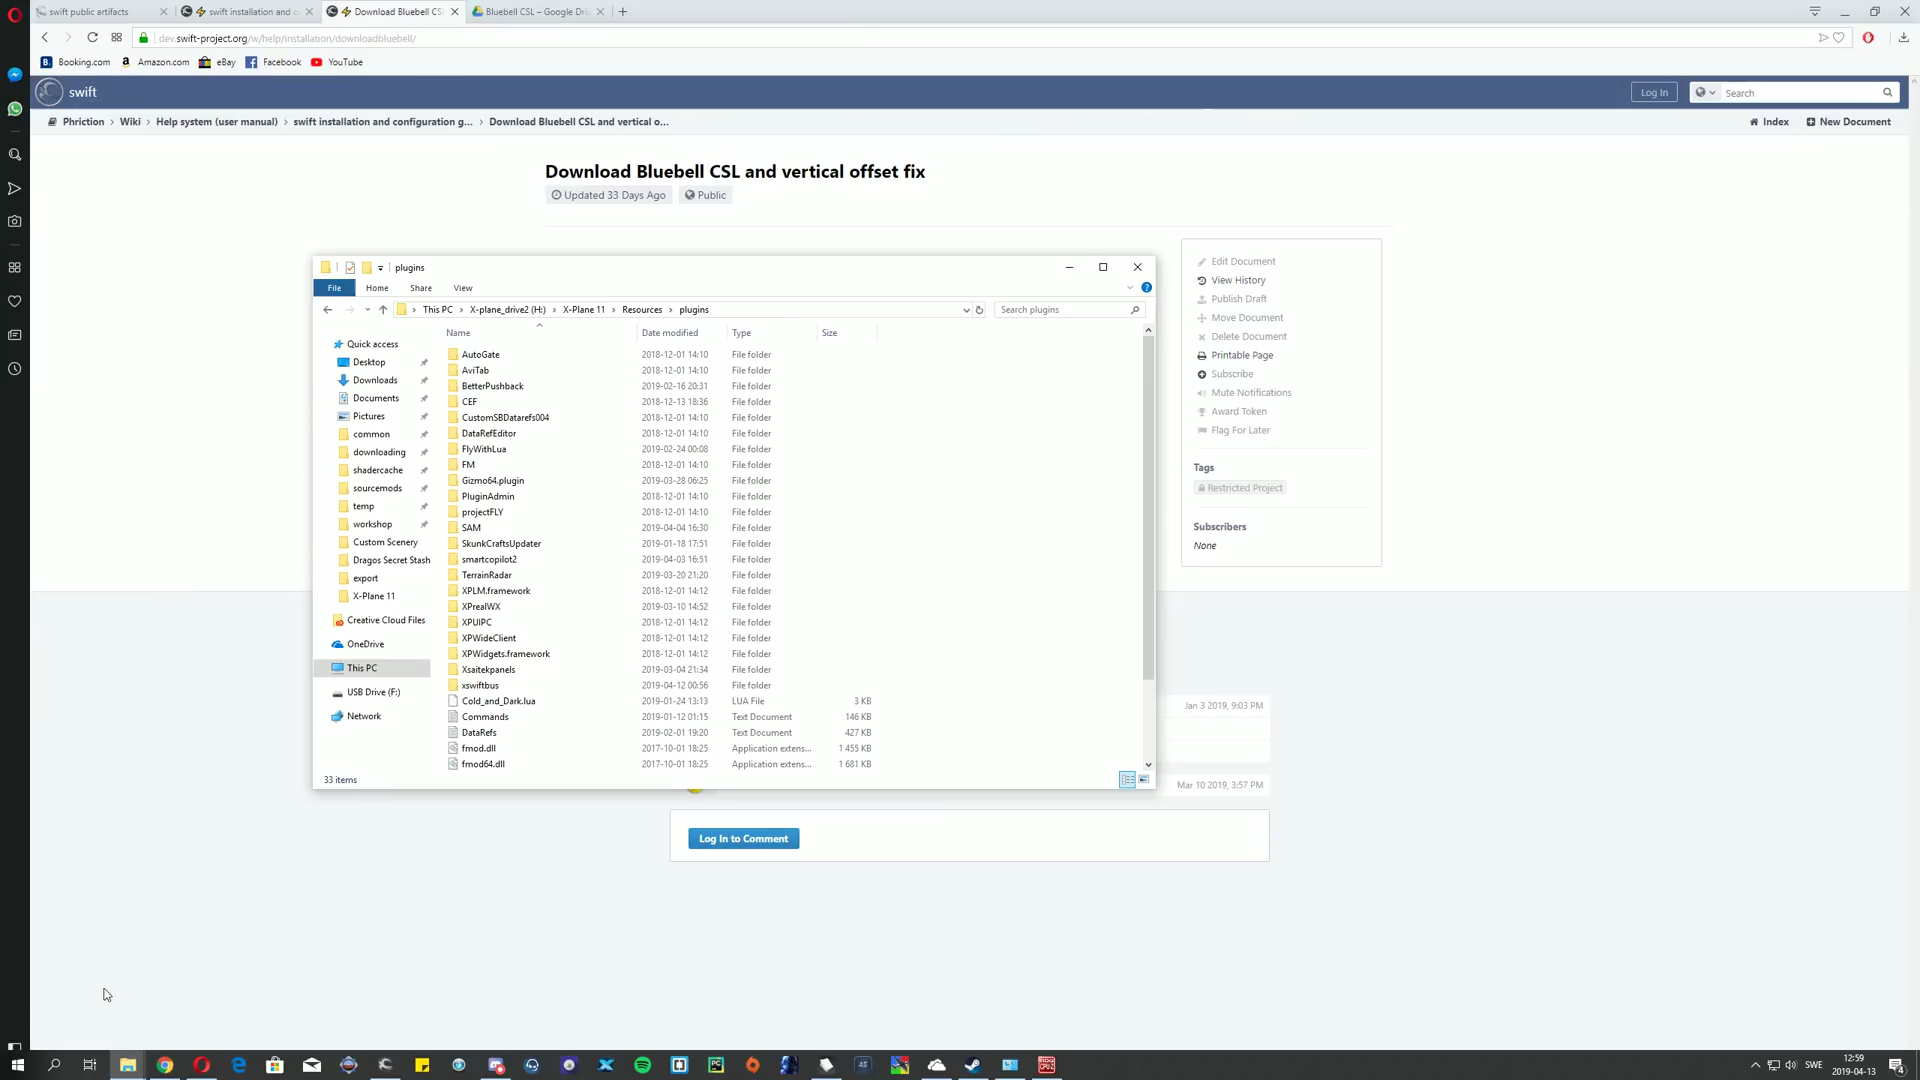 swift public artifacts
swift installation and c
Download Bluebell CS
Bluebell CSL – Google Dri
dev.swift-project.org/w/help/installation/downloadbluebell/
Booking.com
Amazon.com
eBay
Facebook
YouTube
swift
Log In
Search
Phriction
Wiki
Help system (user manual)
swift installation and configuration g...
Download Bluebell CSL and vertical o...
Index
New Document
Download Bluebell CSL and vertical offset fix
Updated 33 Days Ago
Public
Edit Document
View History
Publish Draft
Move Document
Delete Document
Printable Page
Subscribe
Mute Notifications
Award Token
Flag For Later
Tags
Restricted Project
Subscribers
None
plugins
File Home Share View
This PC > X-plane_drive2 (H:) > X-Plane 11 > Resources > plugins
Search plugins
Quick access
Desktop
Downloads
Documents
Pictures
common
downloading
shadercache
sourcemods
temp
workshop
Custom Scenery
Dragos Secret Stash
export
X-Plane 11
Creative Cloud Files
OneDrive
This PC
USB Drive (F:)
Network
Name Date modified Type Size
AutoGate 2018-12-01 14:10 File folder
AviTab 2018-12-01 14:10 File folder
BetterPushback 2019-02-16 20:31 File folder
CEF 2018-12-13 18:36 File folder
CustomSBDatarefs004 2018-12-01 14:10 File folder
DataRefEditor 2018-12-01 14:10 File folder
FlyWithLua 2019-02-24 00:08 File folder
FM 2018-12-01 14:10 File folder
Gizmo64.plugin 2019-03-28 06:25 File folder
PluginAdmin 2018-12-01 14:10 File folder
projectFLY 2018-12-01 14:10 File folder
SAM 2019-04-04 16:30 File folder
SkunkCraftsUpdater 2019-01-18 17:51 File folder
smartcopilot2 2019-04-03 16:51 File folder
TerrainRadar 2019-03-20 21:20 File folder
XPLM.framework 2018-12-01 14:12 File folder
XPrealWX 2019-03-10 14:52 File folder
XPUIPC 2018-12-01 14:12 File folder
XPWideClient 2018-12-01 14:12 File folder
XPWidgets.framework 2018-12-01 14:12 File folder
Xsaitekpanels 2019-03-04 21:34 File folder
xswiftbus 2019-04-12 00:56 File folder
Cold_and_Dark.lua 2019-01-24 13:13 LUA File 3 KB
Commands 2019-01-12 01:15 Text Document 146 KB
DataRefs 2019-02-01 19:20 Text Document 427 KB
fmod.dll 2017-10-01 18:25 Application extens... 1 455 KB
fmod64.dll 2017-10-01 18:25 Application extens... 1 681 KB
33 items
Jan 3 2019, 9:03 PM
Mar 10 2019, 3:57 PM
Log In to Comment
SWE
12:59
2019-04-13